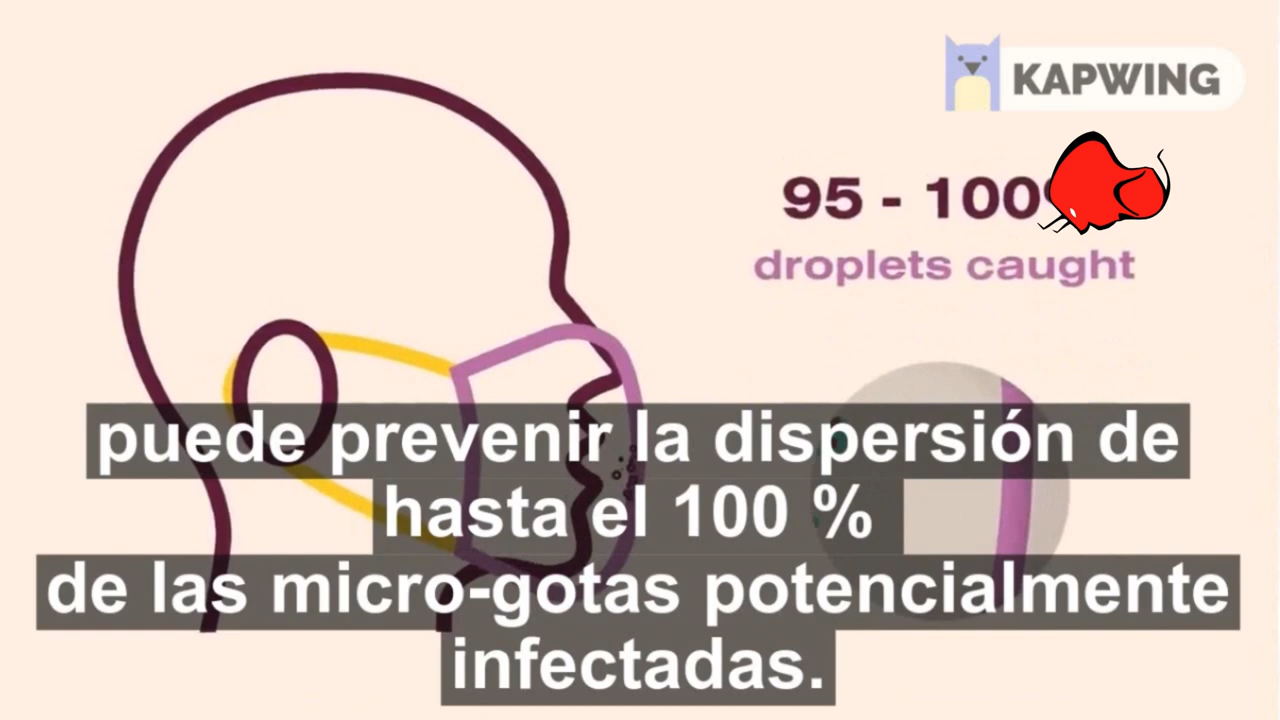 KAPWING
95 - 100
droplets caught
puede prevenir la dispersión de
hasta el 100 %
de las micro-gotas potencialmente
infectadas.